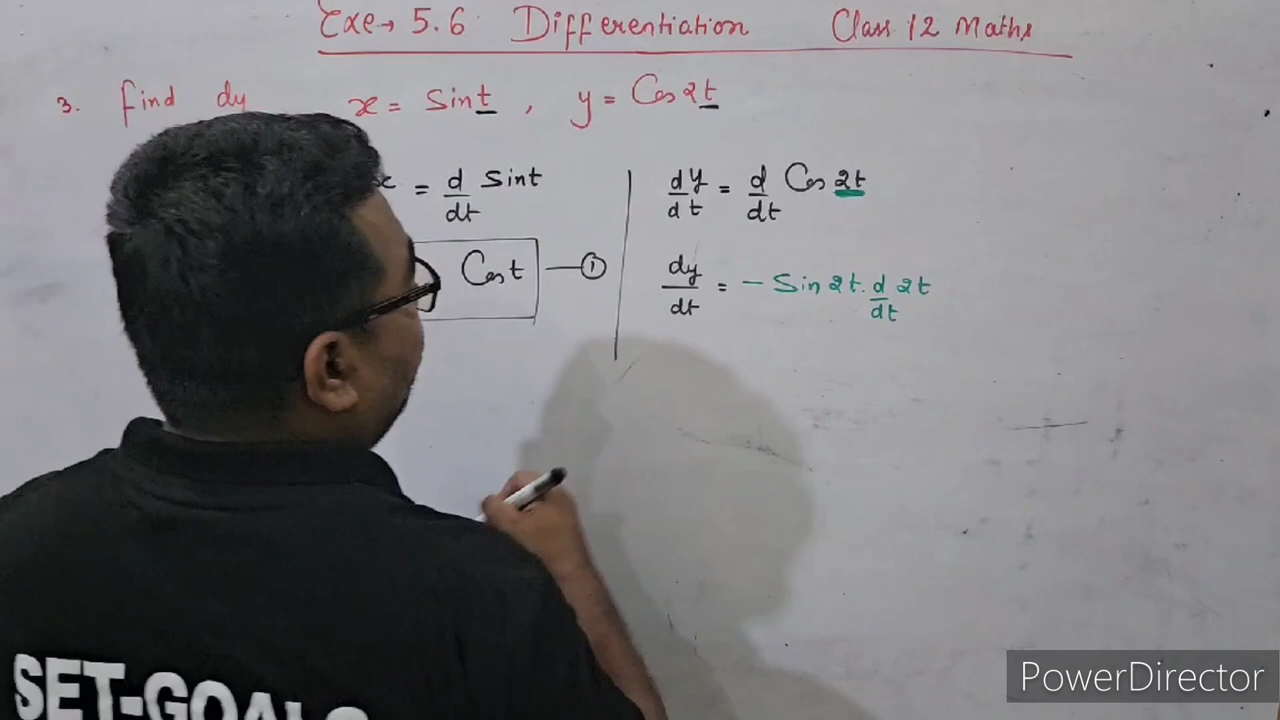 Exe→ 5.6 Differentiation Class 12 Maths
3. Find dy x = Sint , y = Cos2t
x = d/dt Sint
Cost — ①
dy/dt = d/dt Cos 2t
dy/dt = - Sin 2t. d/dt 2t
SET-GOALS
PowerDirector